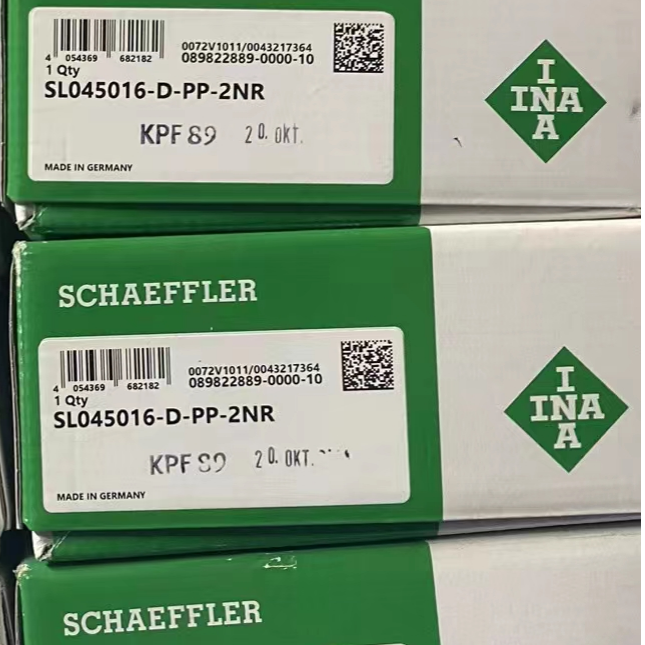 4 054369 682182
0072V1011/0043217364
089822889-0000-10
1 Qty
SL045016-D-PP-2NR
KPF 89 20. OKT.
MADE IN GERMANY
I
INA
A
SCHAEFFLER
4 054369 682182
0072V1011/0043217364
089822889-0000-10
1 Qty
SL045016-D-PP-2NR
KPF 89 20. OKT.
MADE IN GERMANY
I
INA
A
SCHAEFFLER